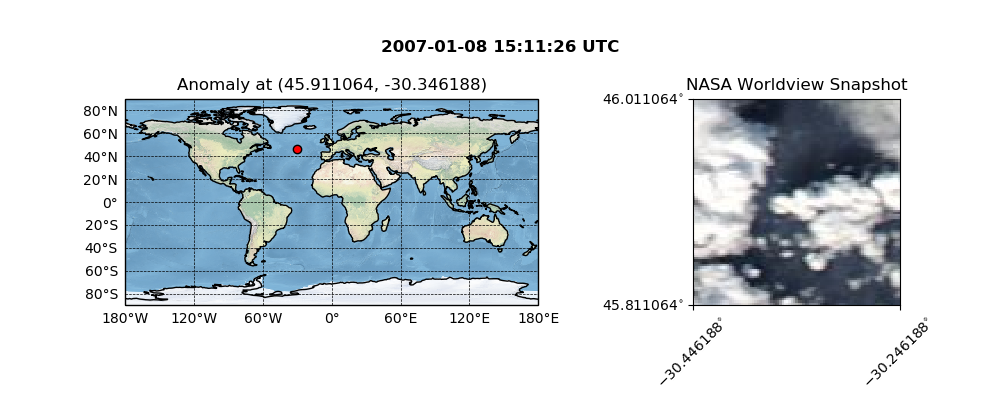 2007-01-08 15:11:26 UTC
Anomaly at (45.911064, -30.346188)
80°N
60°N
40°N
20°N
0°
20°S
40°S
60°S
80°S
180°W 120°W 60°W 0° 60°E 120°E 180°E
NASA Worldview Snapshot
46.011064°
45.811064°
−30.446188°
−30.246188°